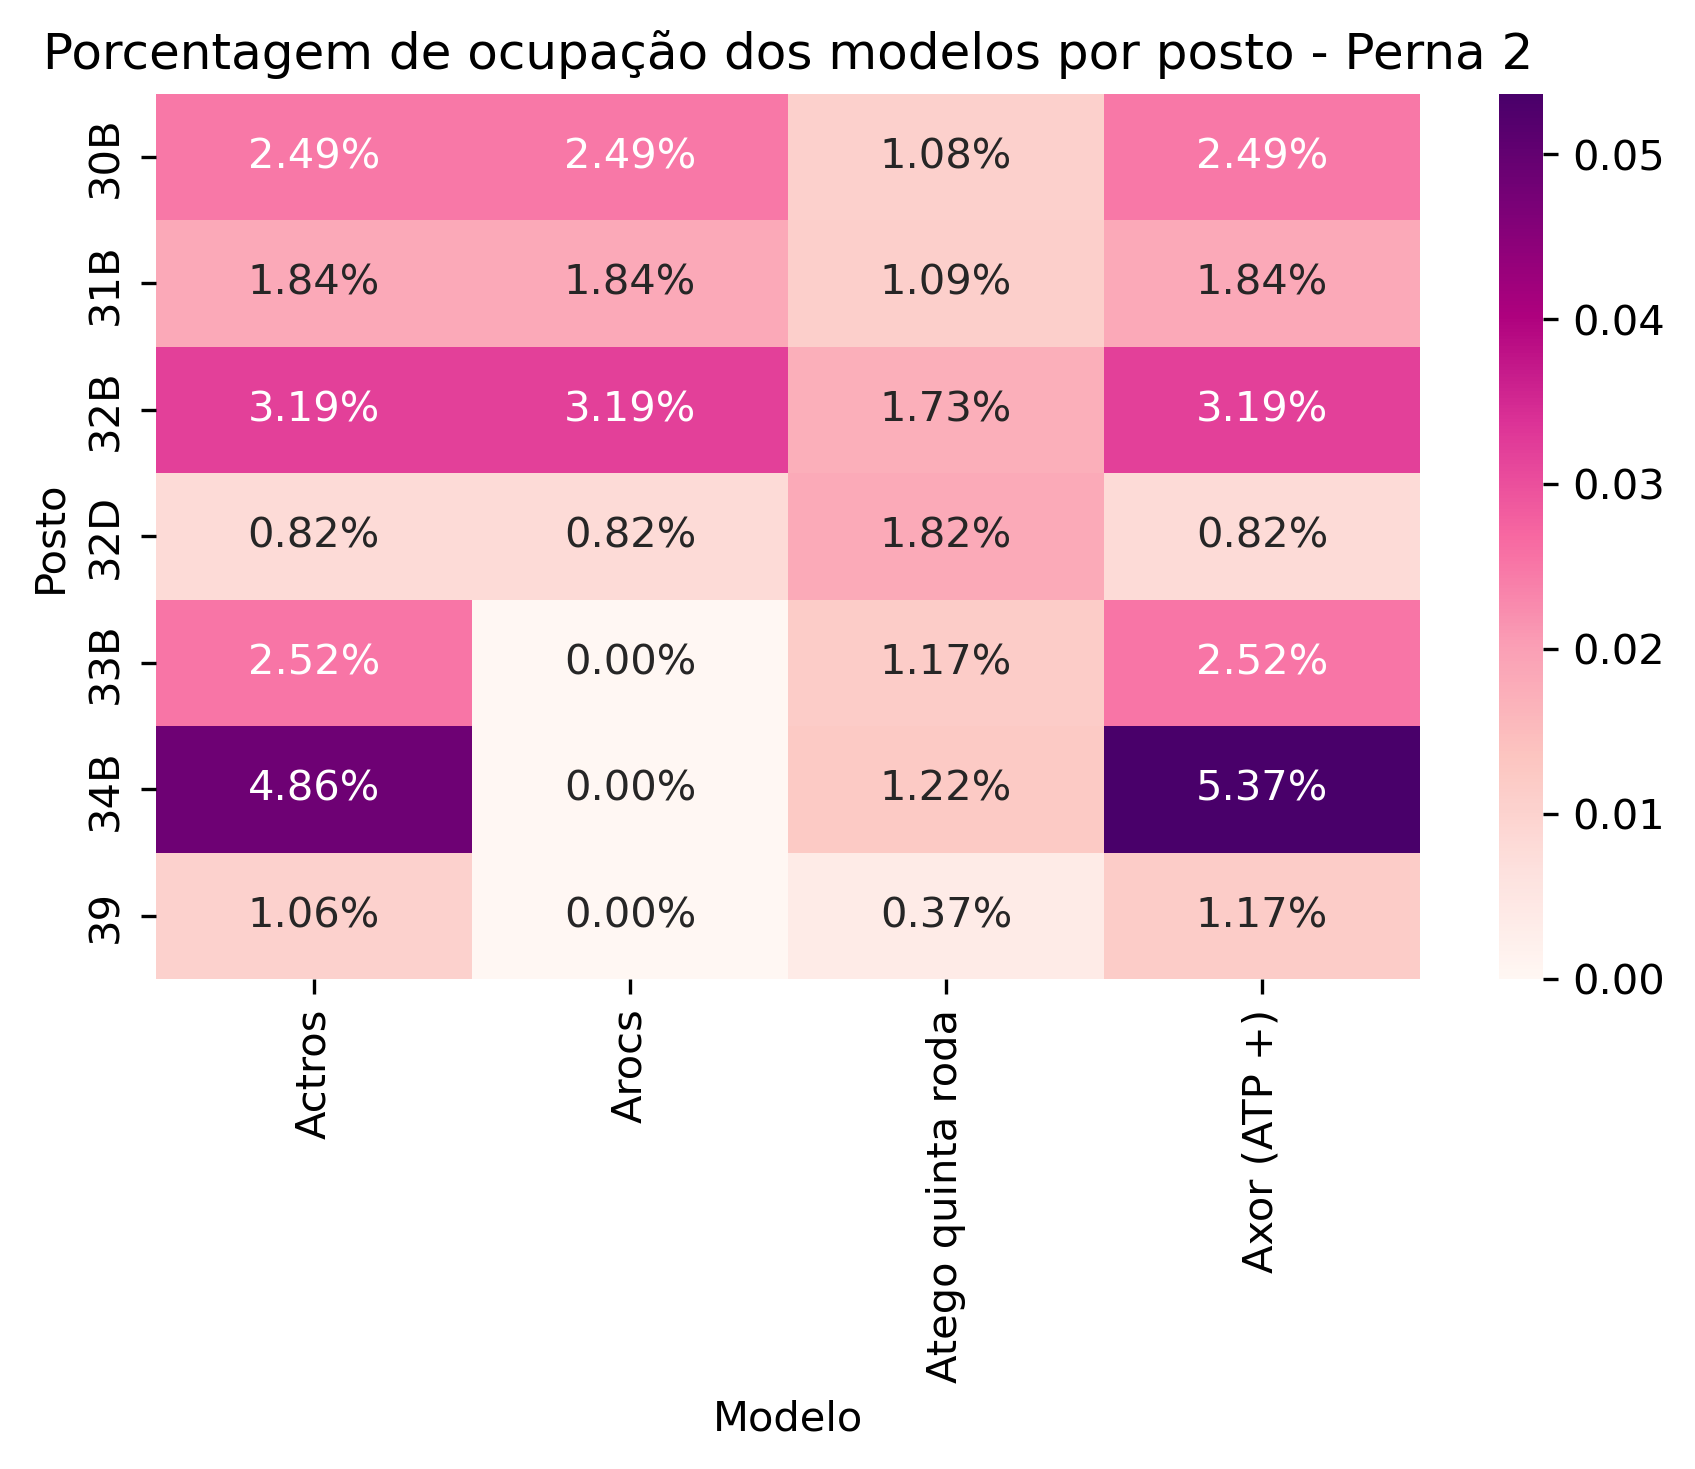 Porcentagem de ocupação dos modelos por posto - Perna 2
Posto
30B 2.49% 2.49% 1.08% 2.49%
31B 1.84% 1.84% 1.09% 1.84%
32B 3.19% 3.19% 1.73% 3.19%
32D 0.82% 0.82% 1.82% 0.82%
33B 2.52% 0.00% 1.17% 2.52%
34B 4.86% 0.00% 1.22% 5.37%
39 1.06% 0.00% 0.37% 1.17%
Actros
Arocs
Atego quinta roda
Axor (ATP +)
Modelo
0.05
0.04
0.03
0.02
0.01
0.00